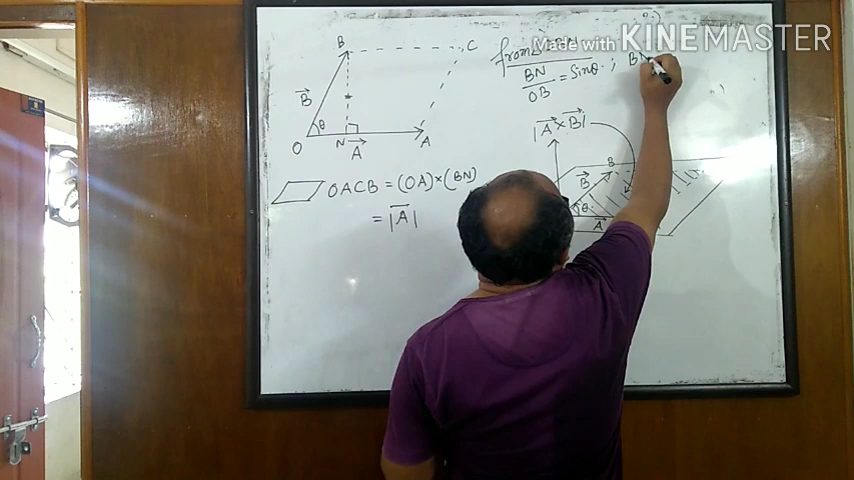 B
C
B
θ
O
N
A
A
OACB = (OA) × (BN)
= |A|
from
BN
OB
= Sinθ ; BN
|A × B|
B
B
θ
A
Made with KINEMASTER